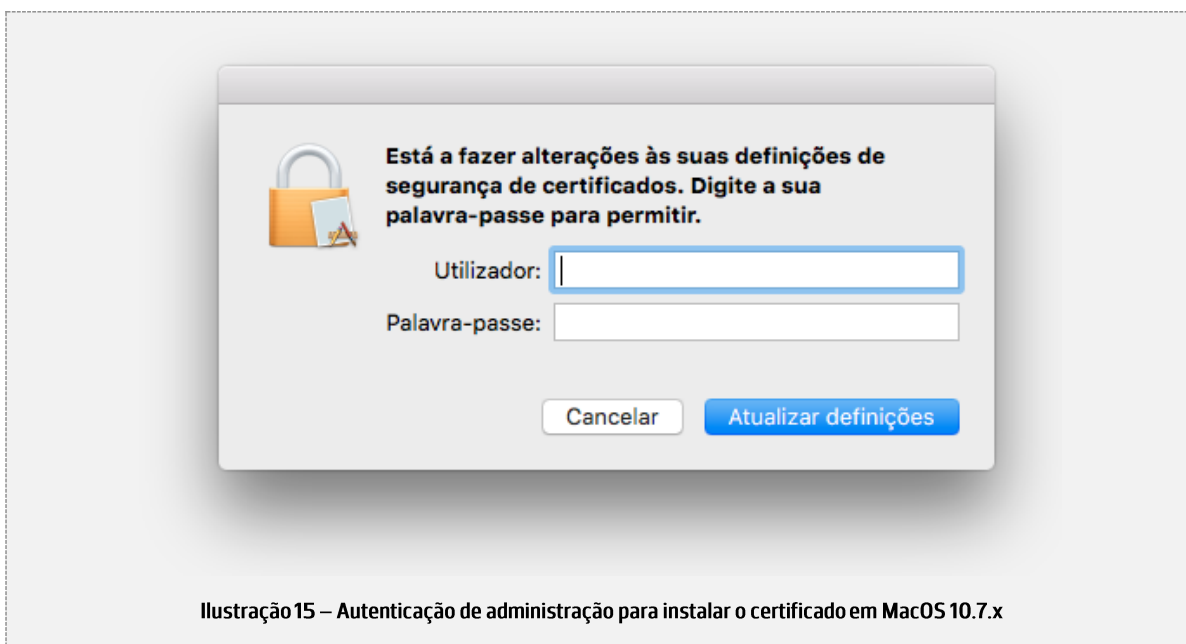 Está a fazer alterações às suas definições de
segurança de certificados. Digite a sua
palavra-passe para permitir.
Utilizador:
Palavra-passe:
Cancelar
Atualizar definições
Ilustração 15 – Autenticação de administração para instalar o certificado em MacOS 10.7.x